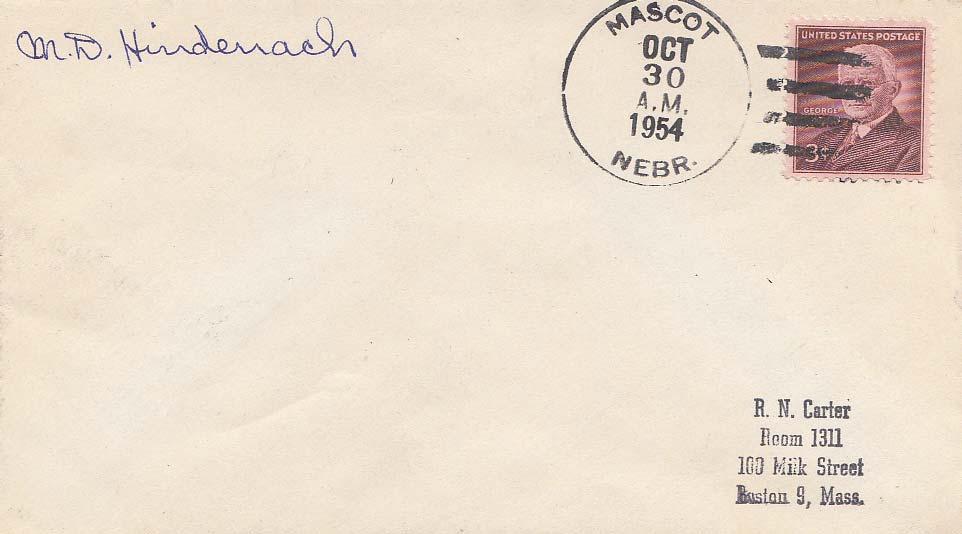 M. D. Hinderrach
MASCOT
OCT
30
A.M.
1954
NEBR.
UNITED STATES POSTAGE
GEORGE
3¢
R. N. Carter
Room 1311
100 Milk Street
Boston 9, Mass.